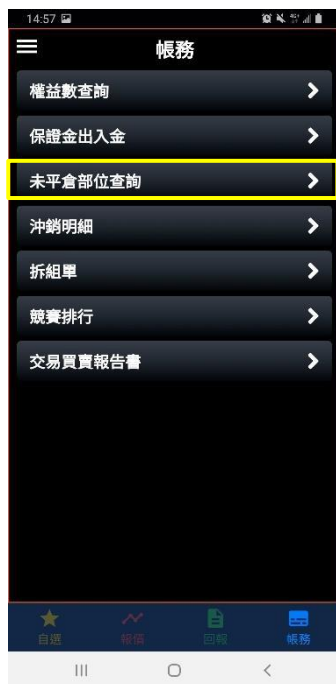 14:57
帳務
權益數查詢
保證金出入金
未平倉部位查詢
沖銷明細
拆組單
競賽排行
交易買賣報告書
自選 報價 回報 帳務